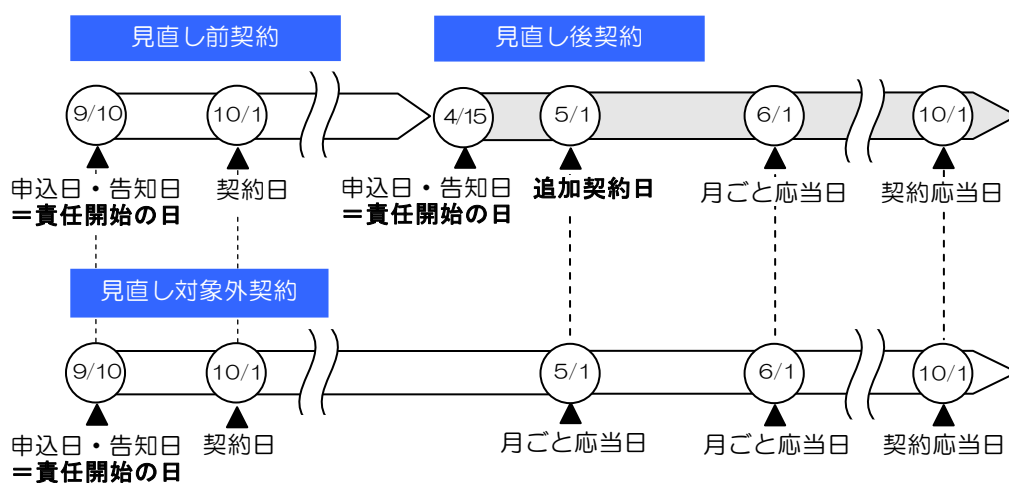 見直し前契約
見直し後契約
9/10
10/1
4/15
5/1
6/1
10/1
申込日・告知日
＝責任開始の日
契約日
申込日・告知日
＝責任開始の日
追加契約日
月ごと応当日
契約応当日
見直し対象外契約
9/10
10/1
5/1
6/1
10/1
申込日・告知日
＝責任開始の日
契約日
月ごと応当日
月ごと応当日
契約応当日